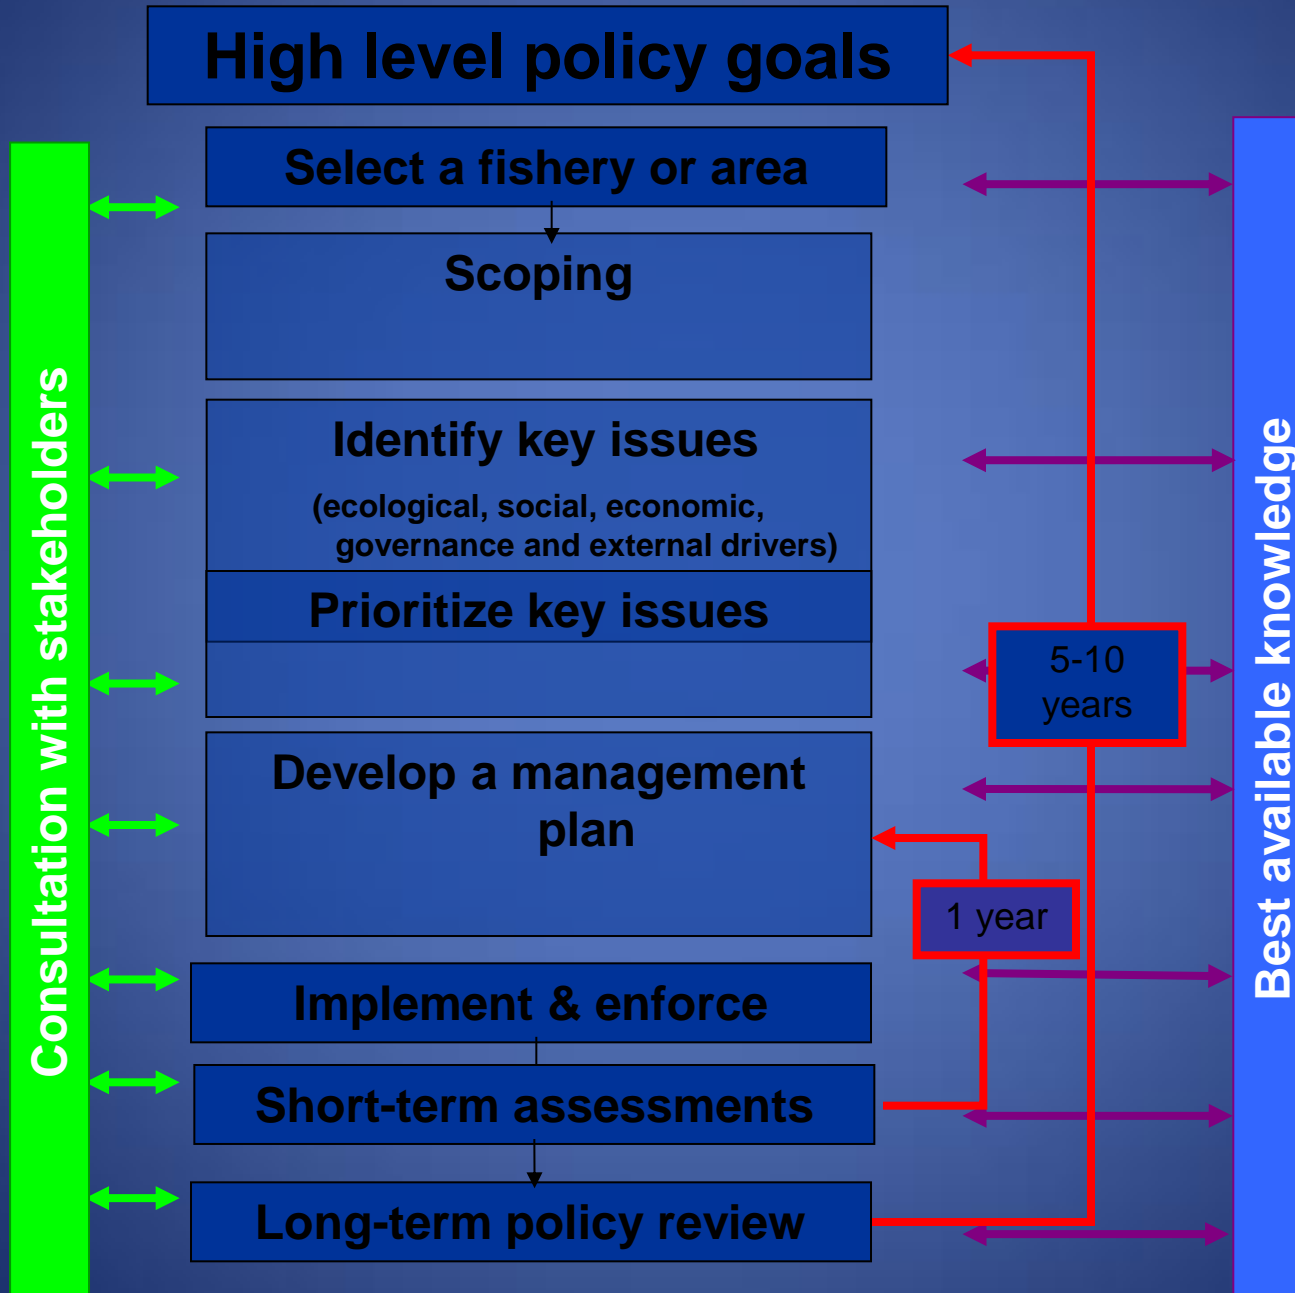 High level policy goals
Select a fishery or area
Scoping
Identify key issues
(ecological, social, economic,
governance and external drivers)
Prioritize key issues
Develop a management
plan
Implement & enforce
Short-term assessments
Long-term policy review
Consultation with stakeholders
5-10
years
1 year
Best available knowledge